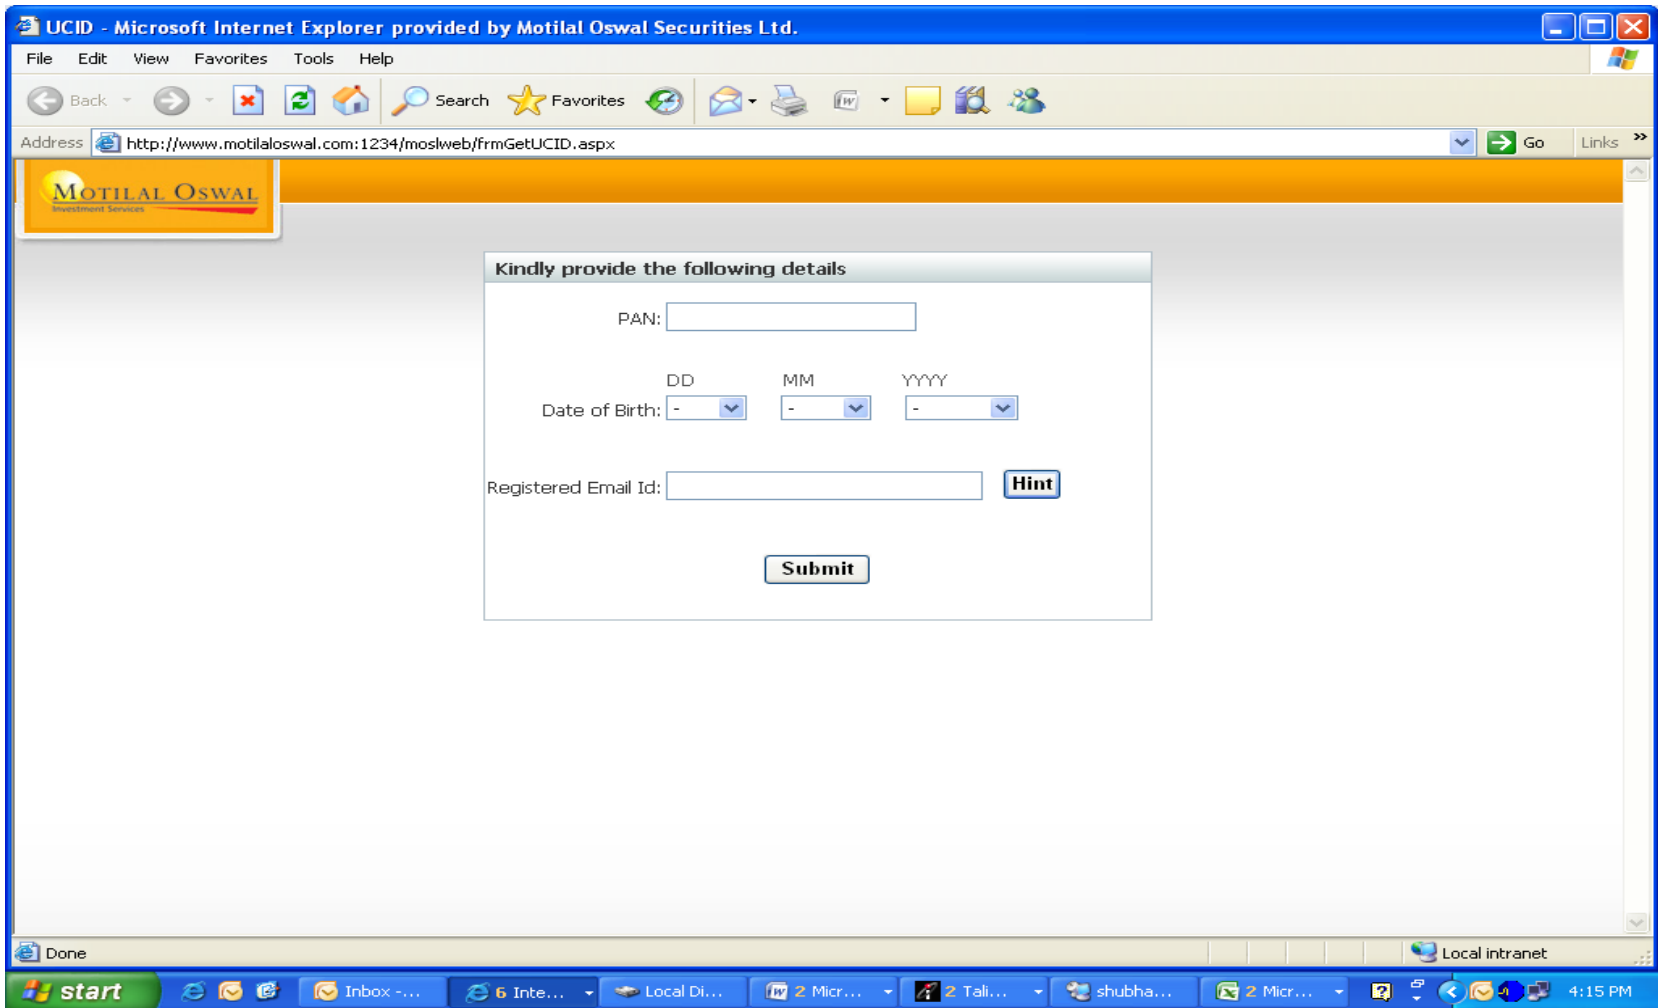 UCID - Microsoft Internet Explorer provided by Motilal Oswal Securities Ltd.
File Edit View Favorites Tools Help
Back Search Favorites
Address http://www.motilaloswal.com:1234/moslweb/frmGetUCID.aspx Go Links »
MOTILAL OSWAL
Investment Services
Kindly provide the following details
PAN:
DD MM YYYY
Date of Birth: - - -
Registered Email Id: Hint
Submit
Done Local intranet
start Inbox -... 6 Inte... Local Di... 2 Micr... 2 Tali... shubha... 2 Micr... 4:15 PM